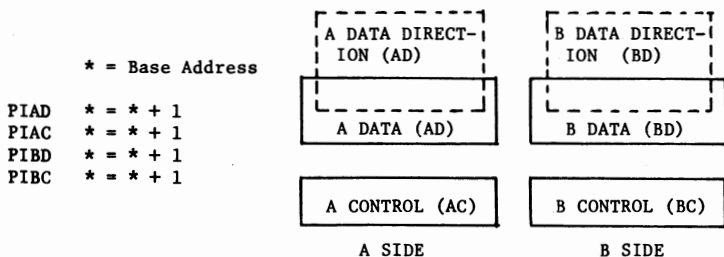 * = Base Address
PIAD * = * + 1
PIAC * = * + 1
PIBD * = * + 1
PIBC * = * + 1
A DATA DIRECT-
ION (AD)
A DATA (AD)
A CONTROL (AC)
A SIDE
B DATA DIRECT-
ION (BD)
B DATA (BD)
B CONTROL (BC)
B SIDE